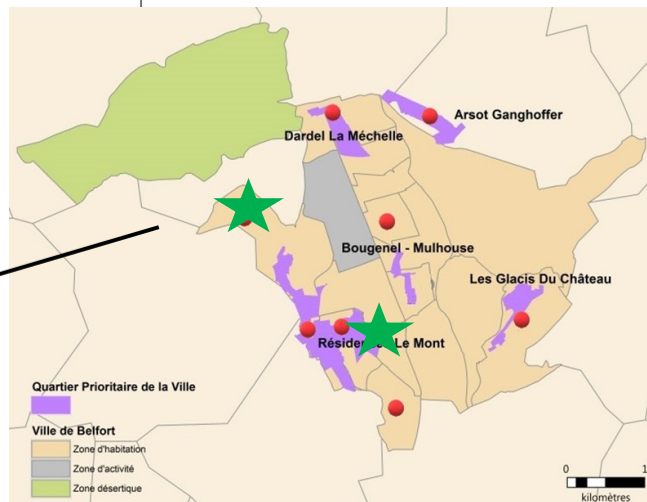 Arsot Ganghoffer
Dardel La Méchelle
Bougenel - Mulhouse
Les Glacis Du Château
Le Mont
Quartier Prioritaire de la Ville
Ville de Belfort
Zone d'habitation
Zone d'activité
Zone désertique
0 1
kilomètres